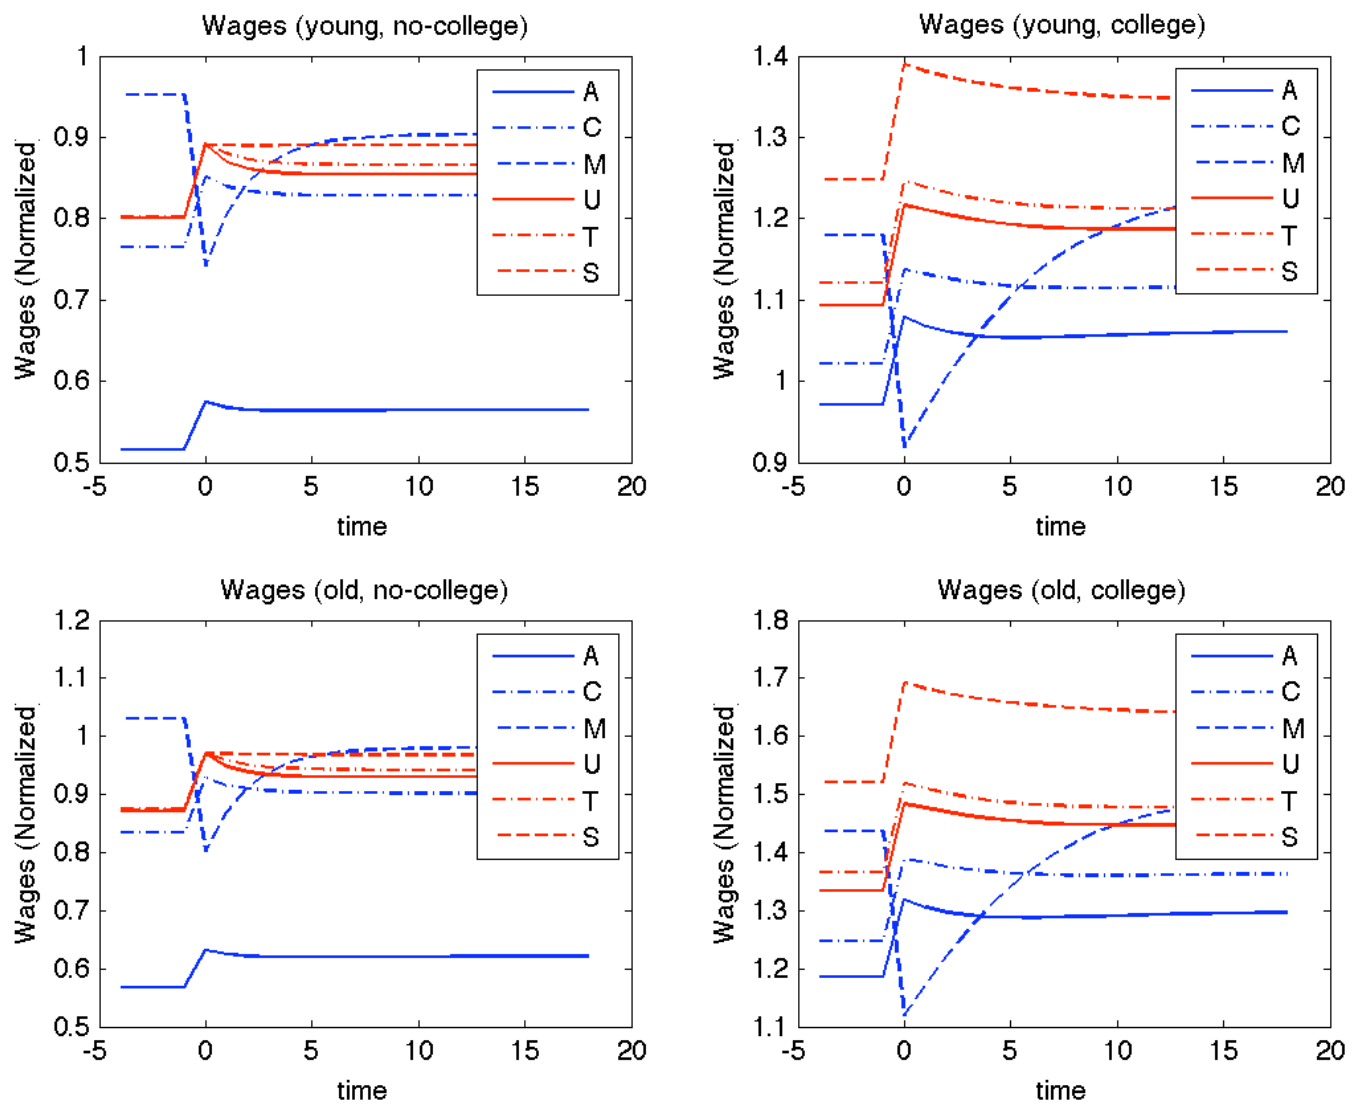 Wages (young, no-college)
Wages (Normalized)
1
0.9
0.8
0.7
0.6
0.5
-5
0
5
10
15
20
time
A
C
M
U
T
S
Wages (young, college)
Wages (Normalized)
1.4
1.3
1.2
1.1
1
0.9
-5
0
5
10
15
20
time
A
C
M
U
T
S
Wages (old, no-college)
Wages (Normalized)
1.2
1.1
1
0.9
0.8
0.7
0.6
0.5
-5
0
5
10
15
20
time
A
C
M
U
T
S
Wages (old, college)
Wages (Normalized)
1.8
1.7
1.6
1.5
1.4
1.3
1.2
1.1
-5
0
5
10
15
20
time
A
C
M
U
T
S